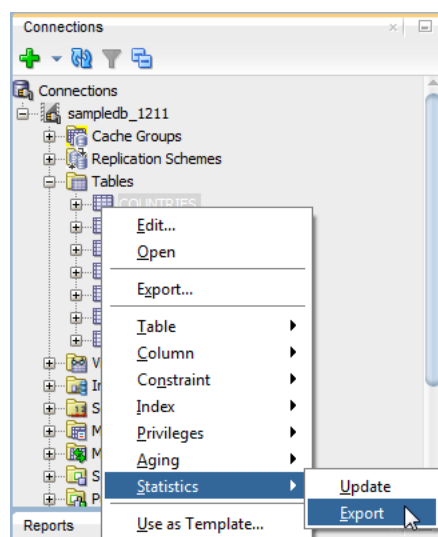 Connections
Connections
sampledb_1211
Cache Groups
Replication Schemes
Tables
COUNTRIES
Edit...
Open
Export...
Table
Column
Constraint
Index
Privileges
Aging
Statistics
Update
Export
Use as Template...
V
I
S
M
M
S
P
Reports